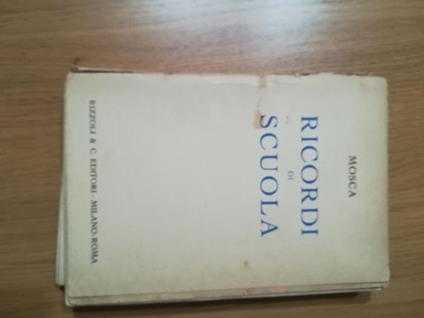 MOSCA
RICORDI
DI
SCUOLA
RIZZOLI & C. EDITORI - MILANO-ROMA